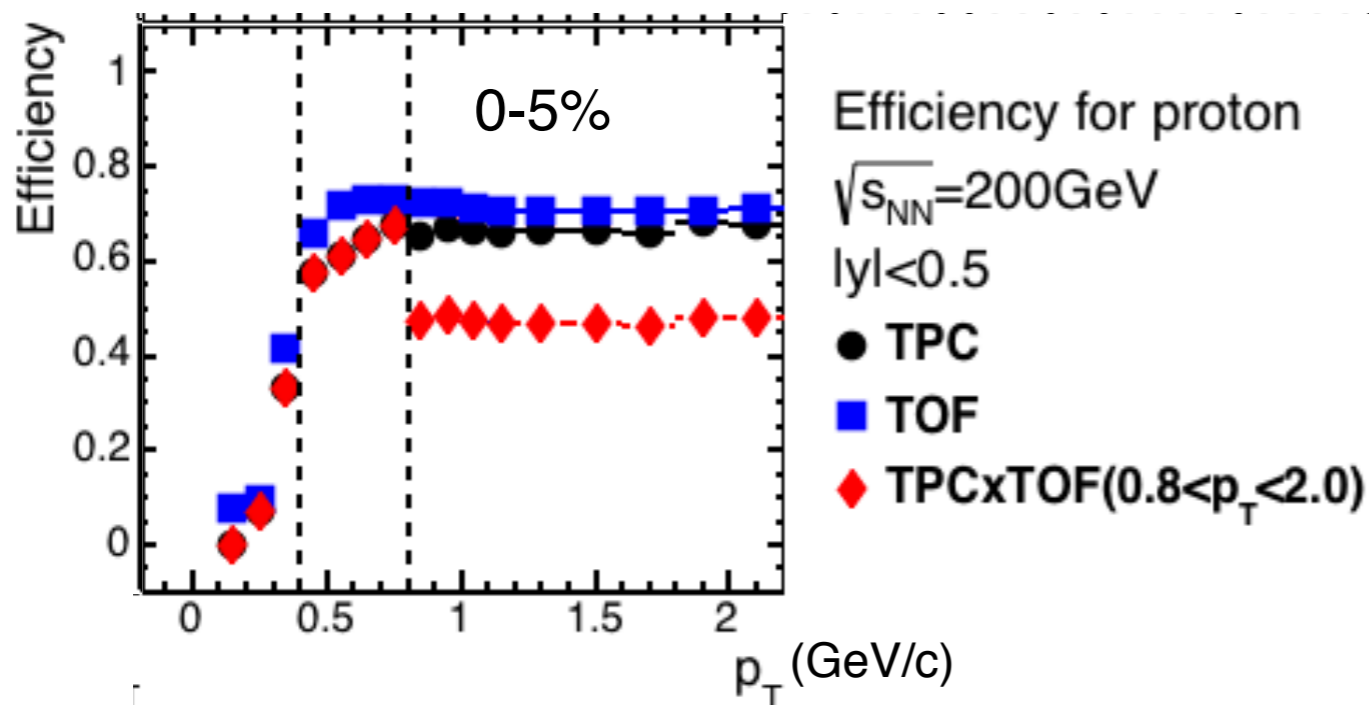 Efficiency
1
0.8
0.6
0.4
0.2
0
0 0.5 1 1.5 2
p_T (GeV/c)
0-5%
Efficiency for proton
√s_NN=200GeV
|y|<0.5
TPC
TOF
TPCxTOF(0.8<p_T<2.0)